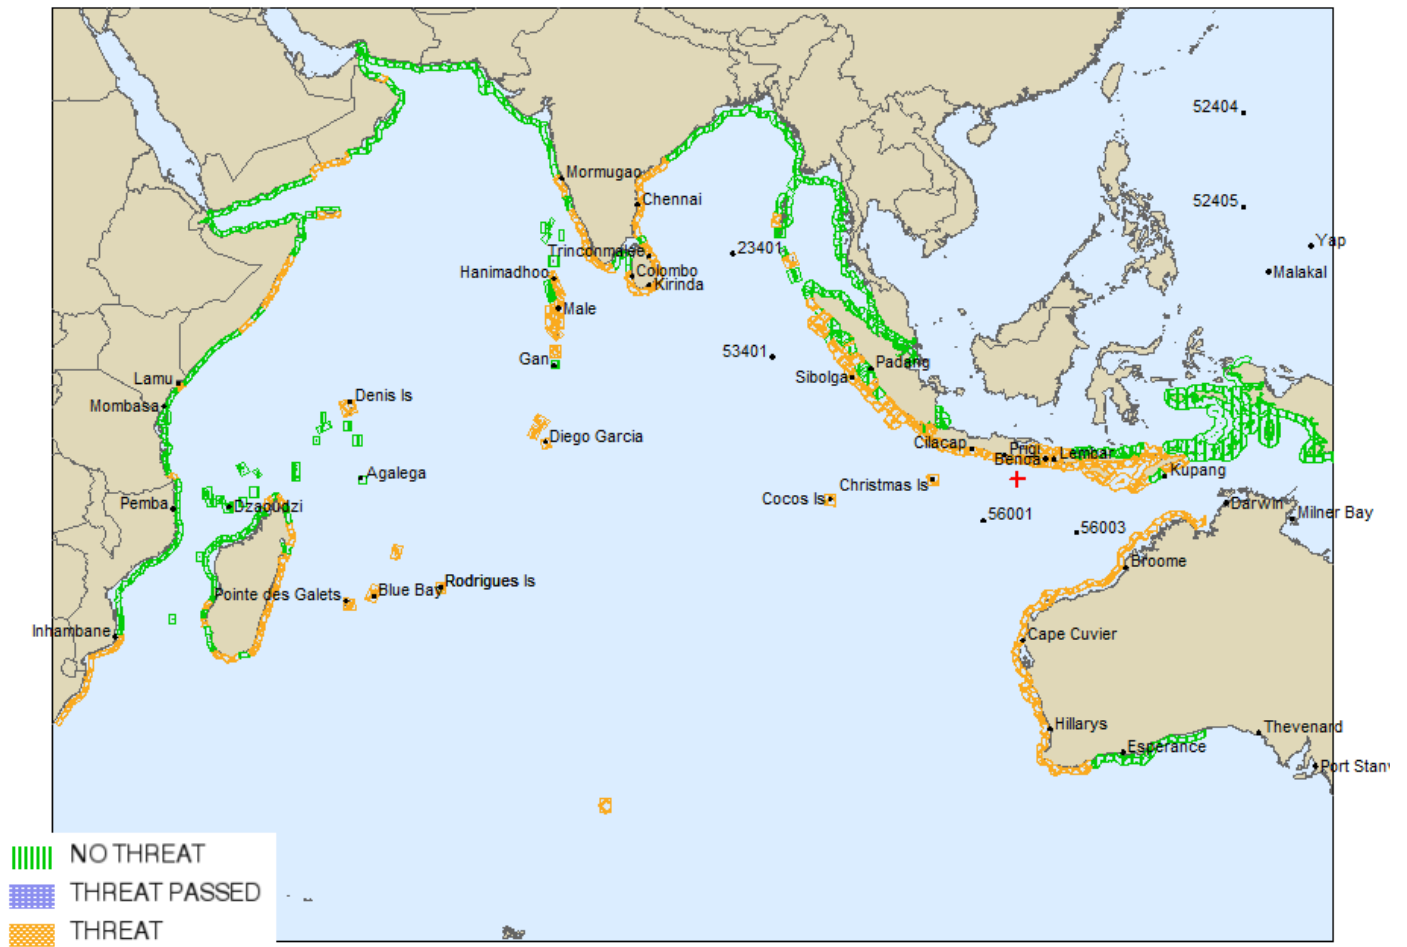 52404
Mormugao
Chennai
52405
Yap
Trinconmalee
23401
Hanimadhoo
Colombo
Malakal
Kirinda
Male
53401
Gan
Padang
Sibolga
Lamu
Denis Is
Mombasa
Diego Garcia
Cilacap
Prigi
Benoa
Lembar
Agalega
Kupang
Christmas Is
Cocos Is
Pemba
Dzaoudzi
Darwin
Milner Bay
56001
56003
Broome
Rodrigues Is
Blue Bay
Pointe des Galets
Inhambane
Cape Cuvier
Hillarys
Thevenard
Esperance
Port Stanv
NO THREAT
THREAT PASSED
THREAT